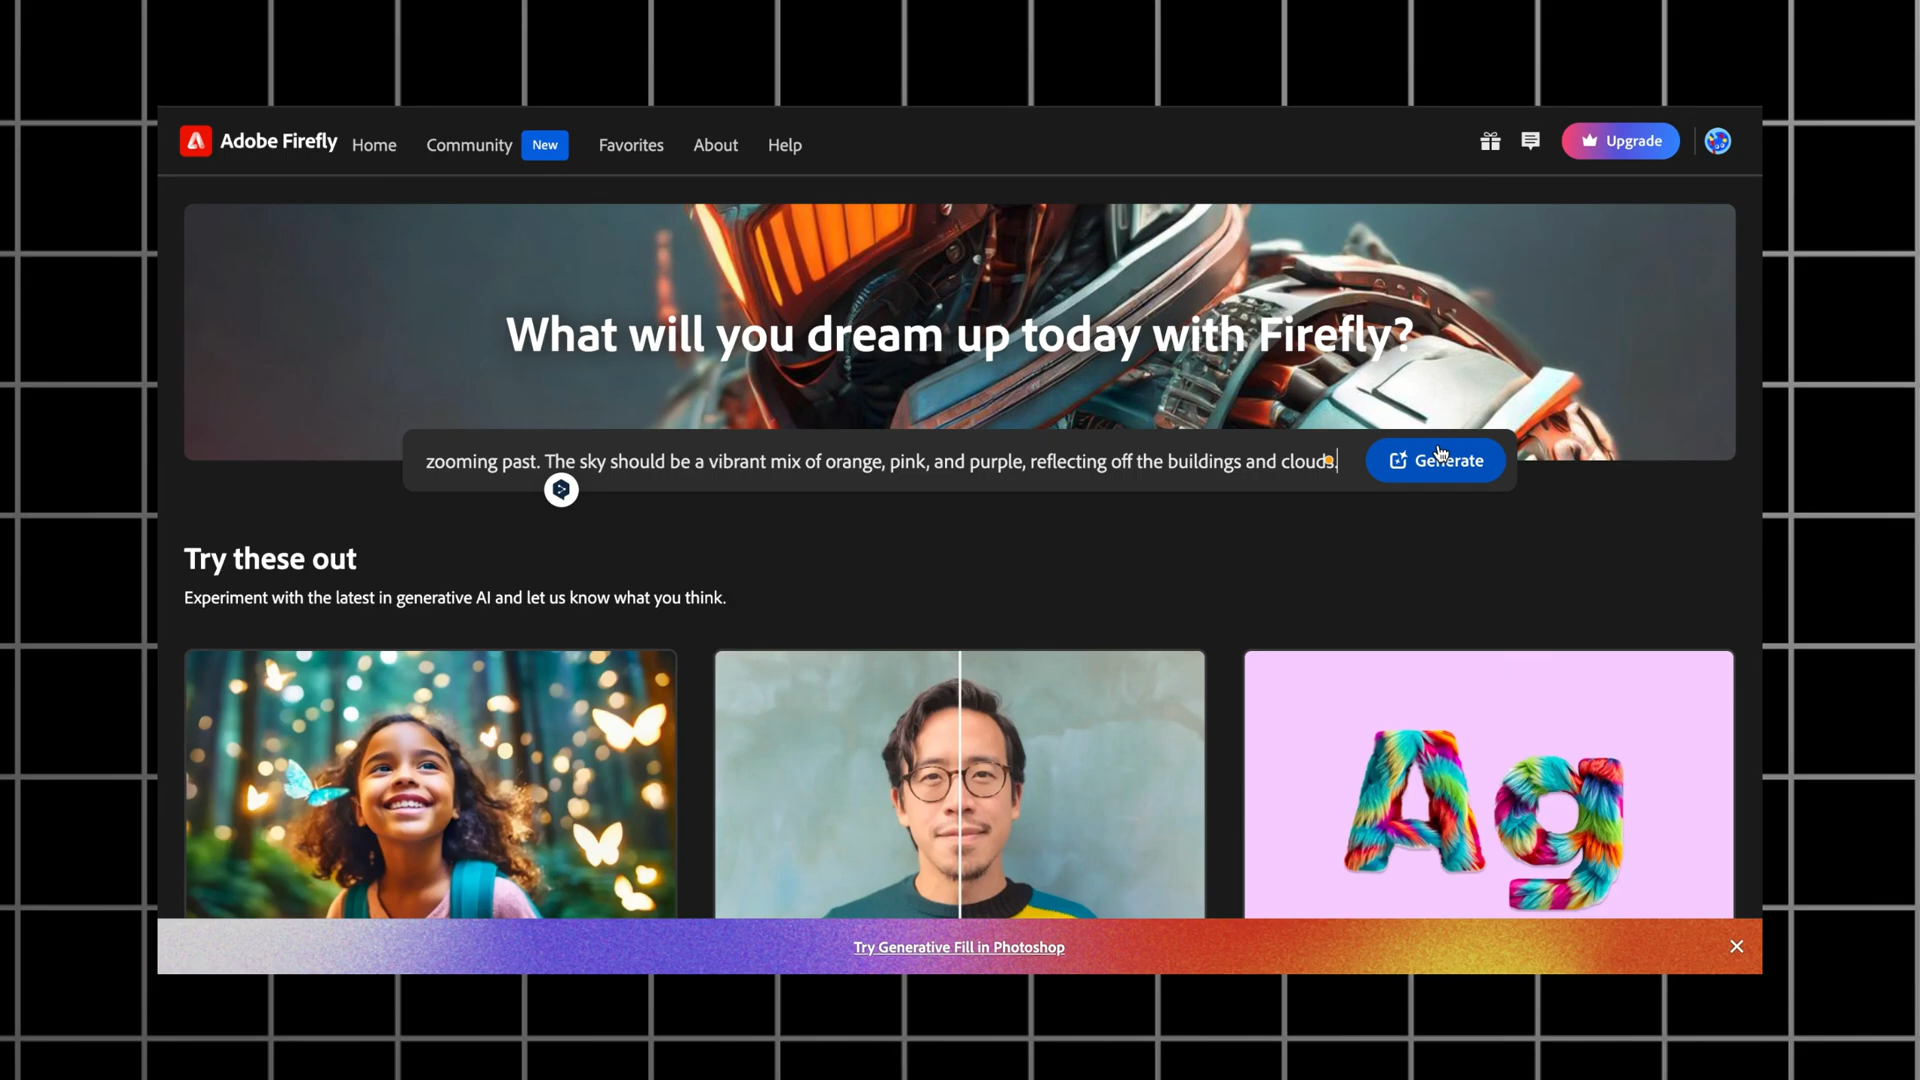 Adobe Firefly Home Community New Favorites About Help Upgrade
What will you dream up today with Firefly?
zooming past. The sky should be a vibrant mix of orange, pink, and purple, reflecting off the buildings and clouds. Generate
Try these out
Experiment with the latest in generative AI and let us know what you think.
Ag
Try Generative Fill in Photoshop